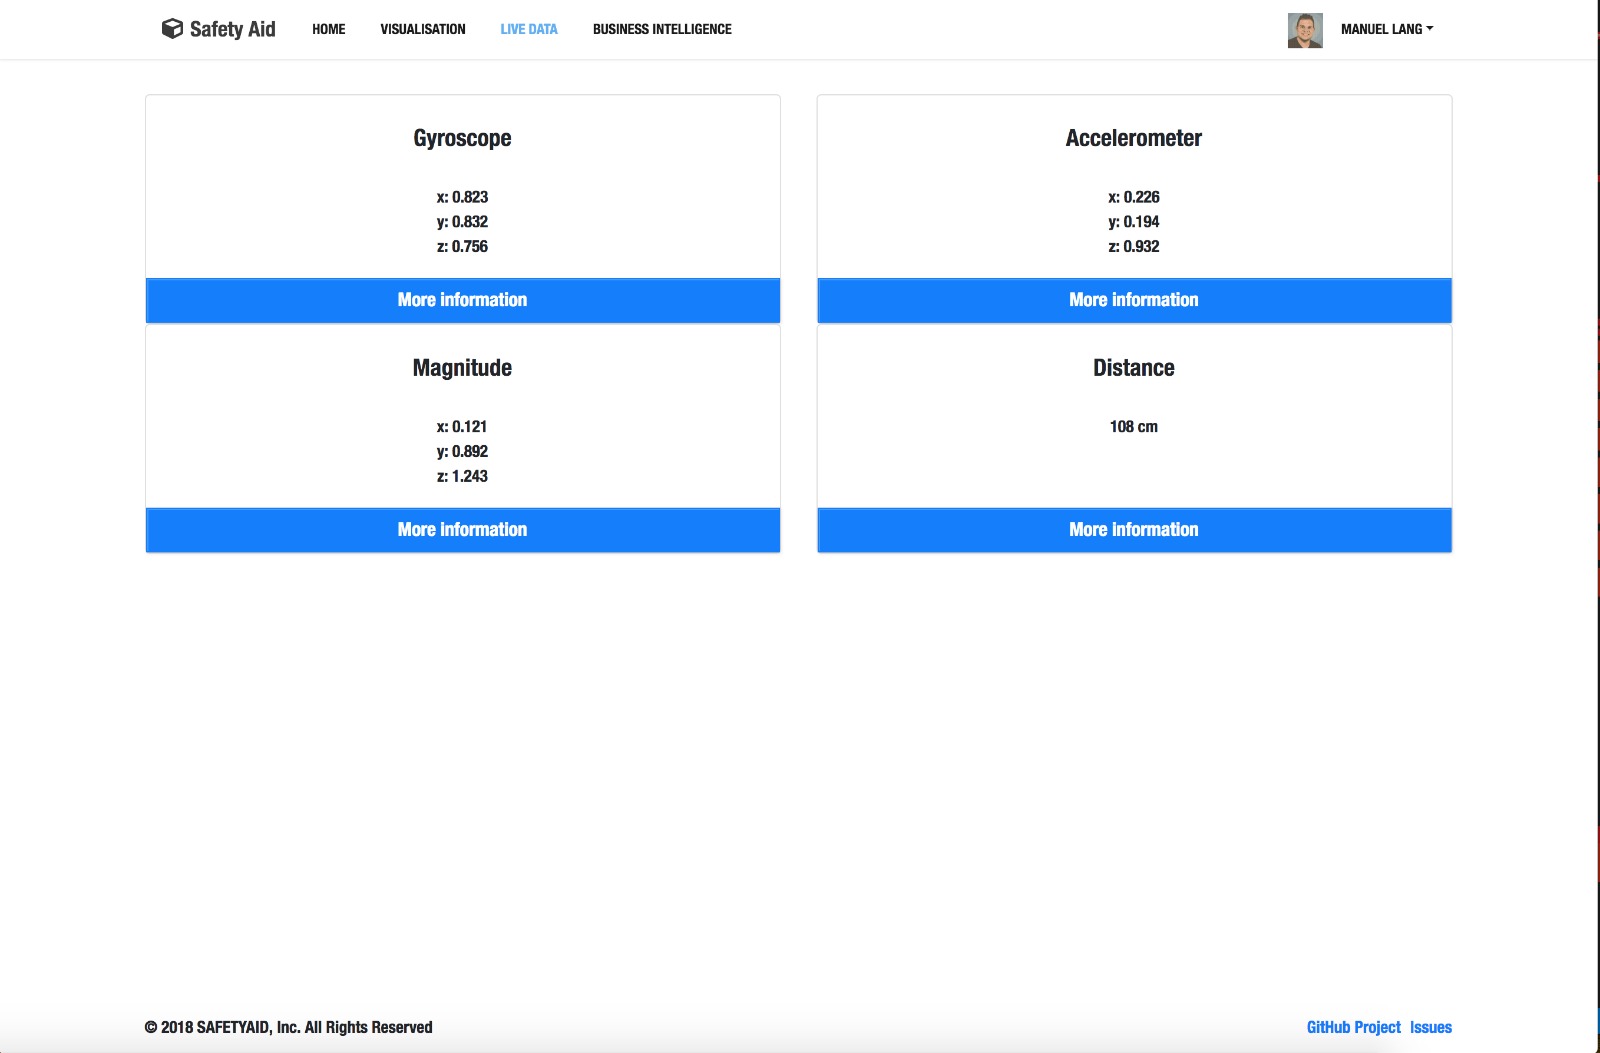 Safety Aid HOME VISUALISATION LIVE DATA BUSINESS INTELLIGENCE MANUEL LANG
Gyroscope
x: 0.823
y: 0.832
z: 0.756
More information
Accelerometer
x: 0.226
y: 0.194
z: 0.932
More information
Magnitude
x: 0.121
y: 0.892
z: 1.243
More information
Distance
108 cm
More information
© 2018 SAFETYAID, Inc. All Rights Reserved
GitHub Project Issues